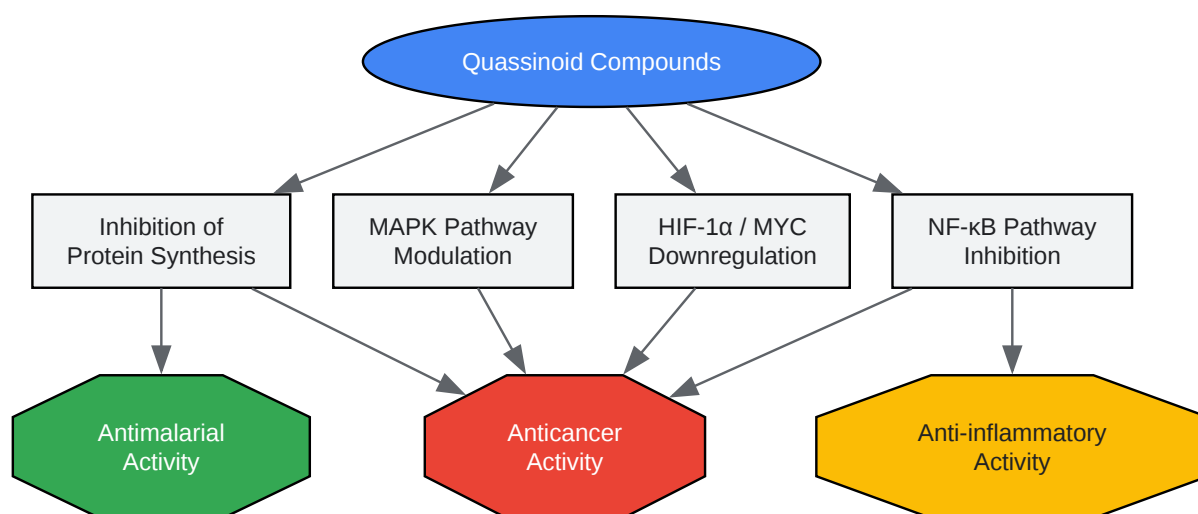 Quassinoid Compounds
Inhibition of
Protein Synthesis
MAPK Pathway
Modulation
HIF-1α / MYC
Downregulation
NF-κB Pathway
Inhibition
Antimalarial
Activity
Anticancer
Activity
Anti-inflammatory
Activity